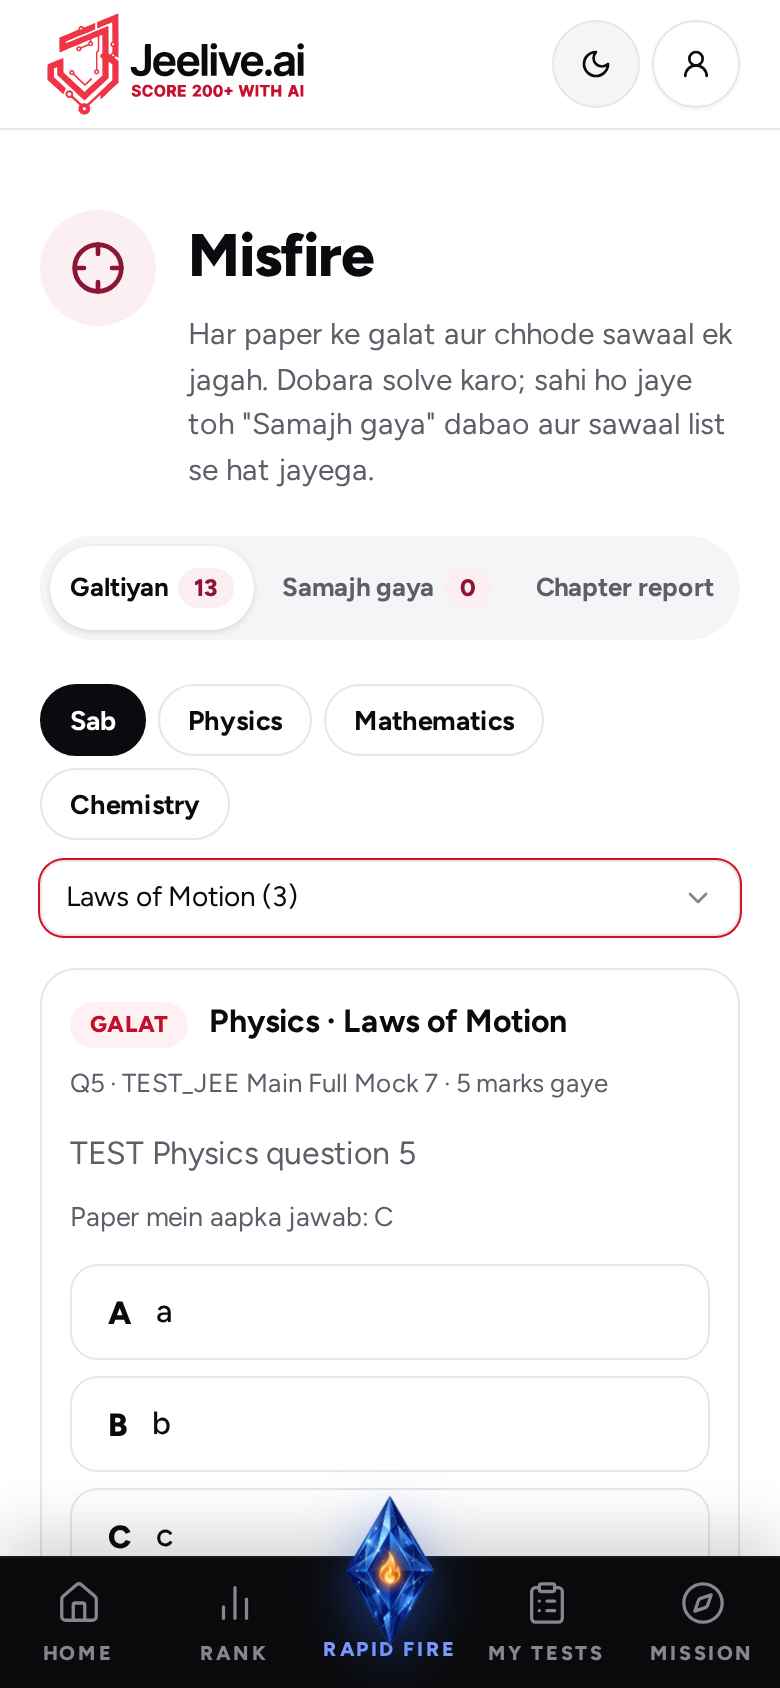 Jeelive.ai
SCORE 200+ WITH AI
Misfire
Har paper ke galat aur chhode sawaal ek
jagah. Dobara solve karo; sahi ho jaye
toh "Samajh gaya" dabao aur sawaal list
se hat jayega.
Galtiyan 13 Samajh gaya 0 Chapter report
Sab Physics Mathematics
Chemistry
Laws of Motion (3)
GALAT Physics · Laws of Motion
Q5 · TEST_JEE Main Full Mock 7 · 5 marks gaye
TEST Physics question 5
Paper mein aapka jawab: C
A a
B b
C c
HOME RANK RAPID FIRE MY TESTS MISSION